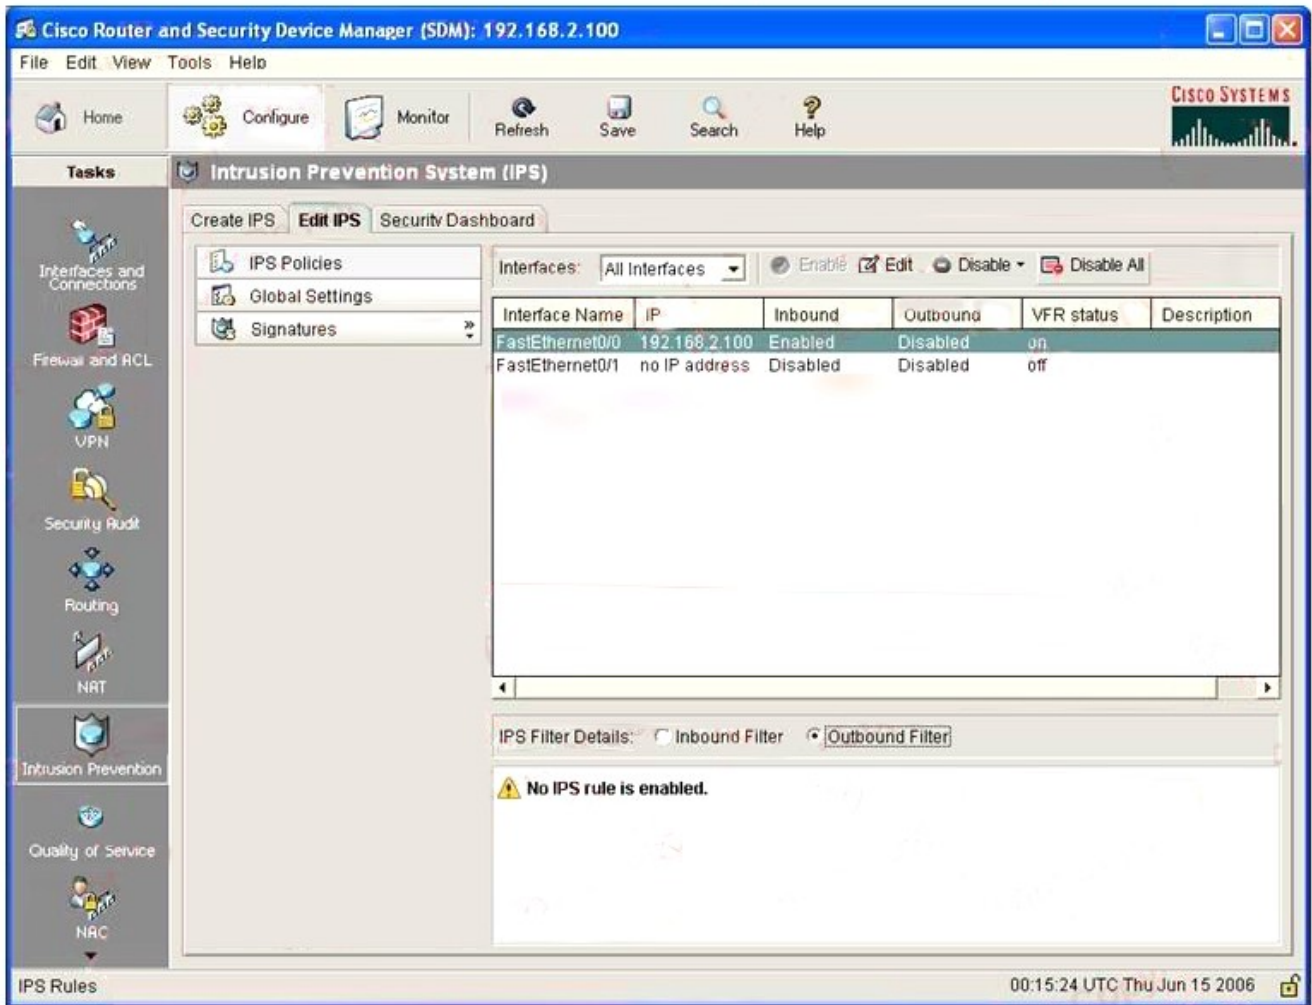 Cisco Router and Security Device Manager (SDM): 192.168.2.100
File Edit View Tools Help
Home Configure Monitor Refresh Save Search Help
CISCO SYSTEMS
Tasks
Intrusion Prevention System (IPS)
Interfaces and Connections
Firewall and ACL
VPN
Security Audit
Routing
NAT
Intrusion Prevention
Quality of Service
NAC
Create IPS Edit IPS Security Dashboard
IPS Policies
Global Settings
Signatures
Interfaces: All Interfaces Enable Edit Disable Disable All
Interface Name IP Inbound Outbound VFR status Description
FastEthernet0/0 192.168.2.100 Enabled Disabled on
FastEthernet0/1 no IP address Disabled Disabled off
IPS Filter Details: Inbound Filter Outbound Filter
No IPS rule is enabled.
IPS Rules 00:15:24 UTC Thu Jun 15 2006